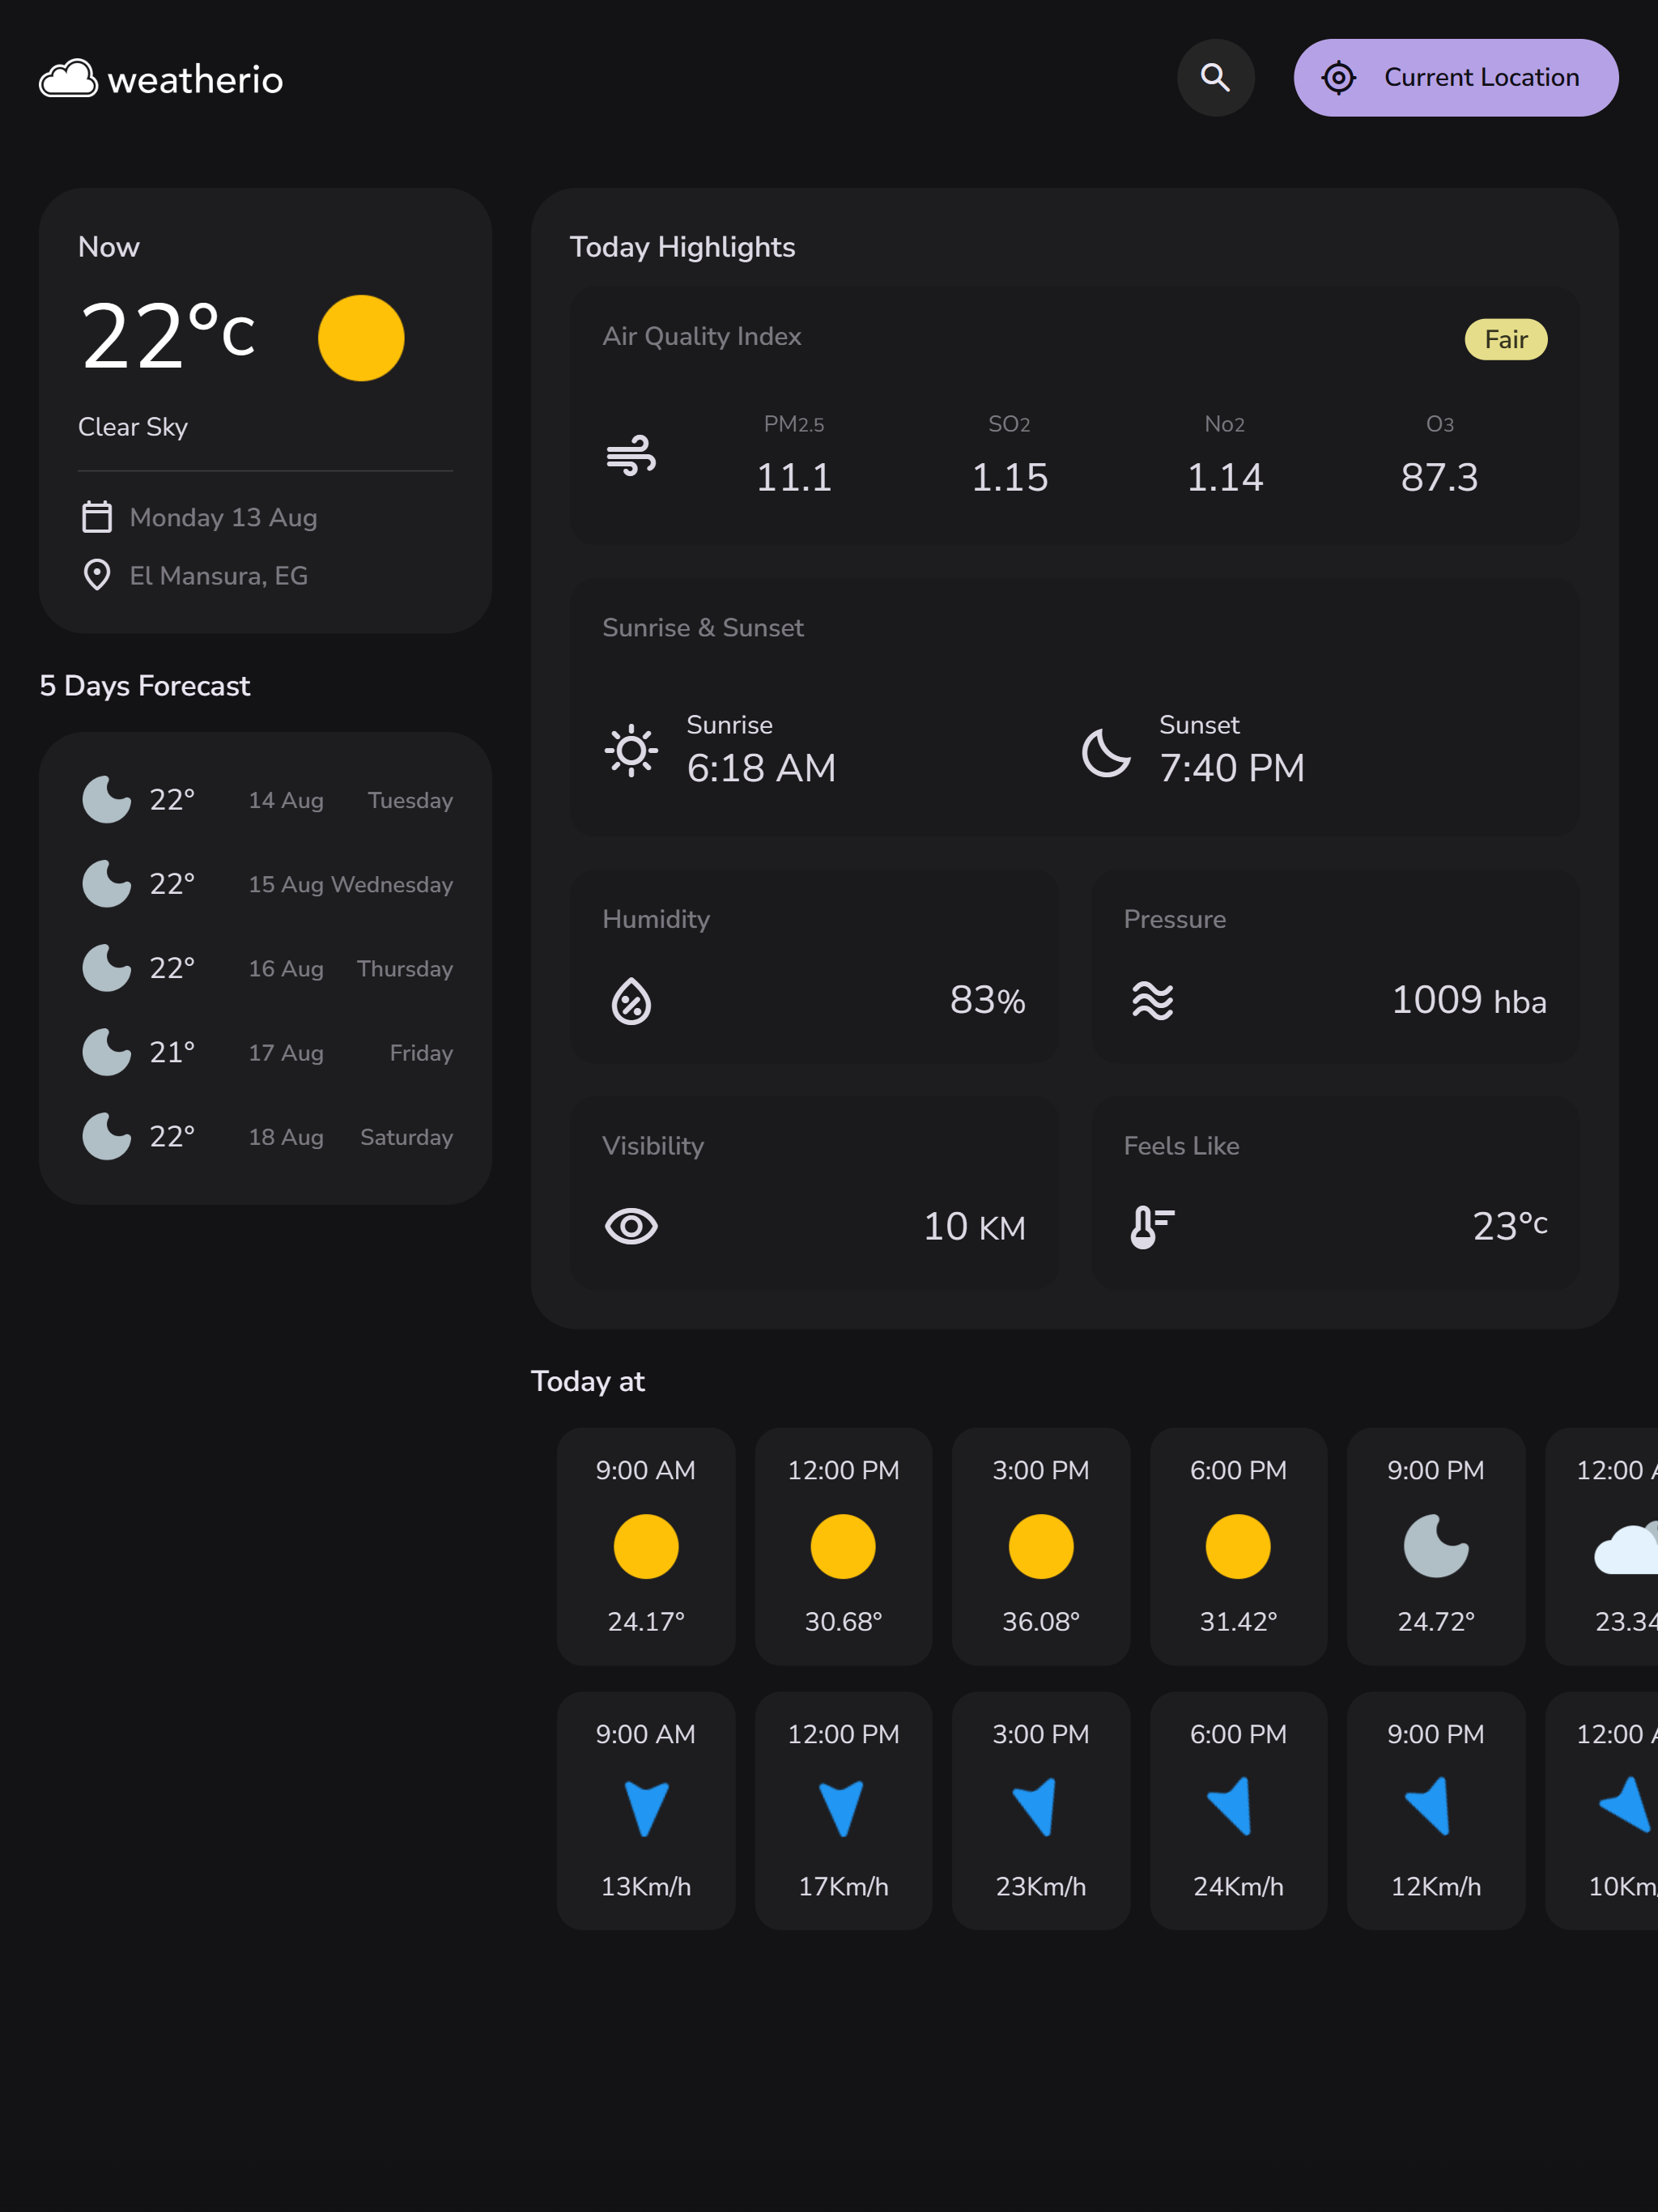 weatherio
Current Location
Now
22°c
Clear Sky
Monday 13 Aug
El Mansura, EG
5 Days Forecast
22° 14 Aug Tuesday
22° 15 Aug Wednesday
22° 16 Aug Thursday
21° 17 Aug Friday
22° 18 Aug Saturday
Today Highlights
Air Quality Index
Fair
PM2.5 SO2 No2 O3
11.1 1.15 1.14 87.3
Sunrise & Sunset
Sunrise
6:18 AM
Sunset
7:40 PM
Humidity
83%
Pressure
1009 hba
Visibility
10 KM
Feels Like
23°c
Today at
9:00 AM 12:00 PM 3:00 PM 6:00 PM 9:00 PM 12:00
24.17° 30.68° 36.08° 31.42° 24.72° 23.34
9:00 AM 12:00 PM 3:00 PM 6:00 PM 9:00 PM 12:00
13Km/h 17Km/h 23Km/h 24Km/h 12Km/h 10Km/